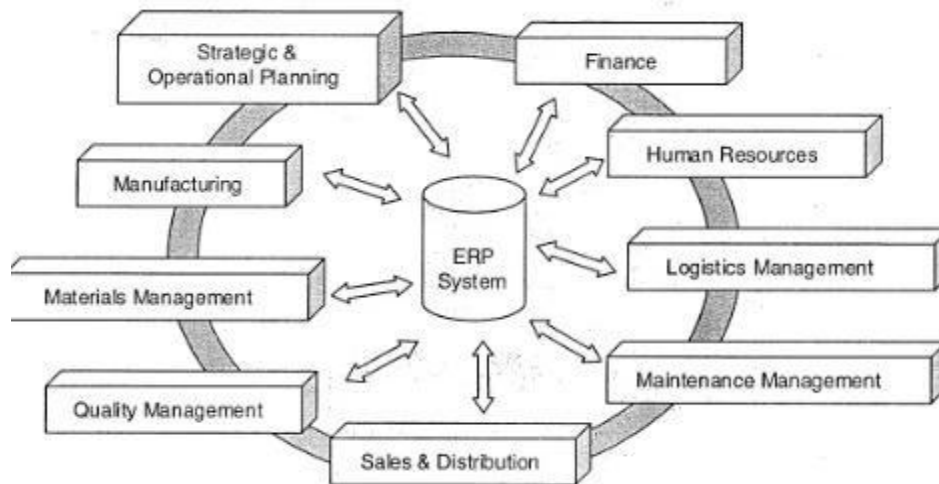 Strategic &
Operational Planning
Finance
Manufacturing
Human Resources
ERP
System
Materials Management
Logistics Management
Quality Management
Maintenance Management
Sales & Distribution